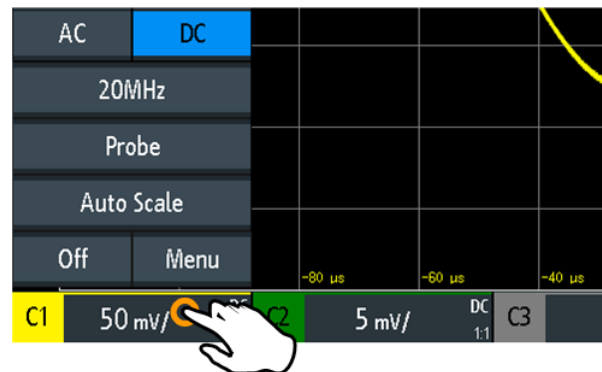 AC DC
20MHz
Probe
Auto Scale
Off Menu
-80 µs -60 µs -40 µs
C1 50 mV/ C2 5 mV/ DC 1:1 C3